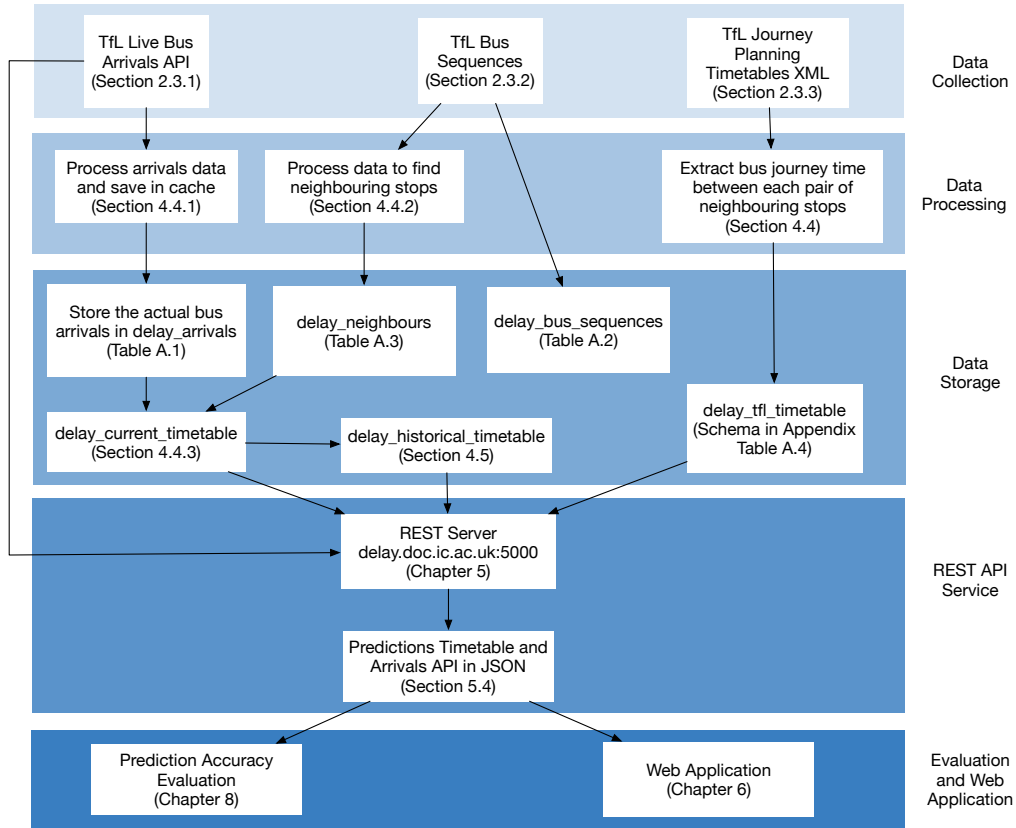 TfL Live Bus
Arrivals API
(Section 2.3.1)
TfL Bus
Sequences
(Section 2.3.2)
TfL Journey
Planning
Timetables XML
(Section 2.3.3)
Data
Collection
Process arrivals data
and save in cache
(Section 4.4.1)
Process data to find
neighbouring stops
(Section 4.4.2)
Extract bus journey time
between each pair of
neighbouring stops
(Section 4.4)
Data
Processing
Store the actual bus
arrivals in delay_arrivals
(Table A.1)
delay_neighbours
(Table A.3)
delay_bus_sequences
(Table A.2)
Data
Storage
delay_current_timetable
(Section 4.4.3)
delay_historical_timetable
(Section 4.5)
delay_tfl_timetable
(Schema in Appendix
Table A.4)
REST Server
delay.doc.ic.ac.uk:5000
(Chapter 5)
REST API
Service
Predictions Timetable and
Arrivals API in JSON
(Section 5.4)
Prediction Accuracy
Evaluation
(Chapter 8)
Web Application
(Chapter 6)
Evaluation
and Web
Application